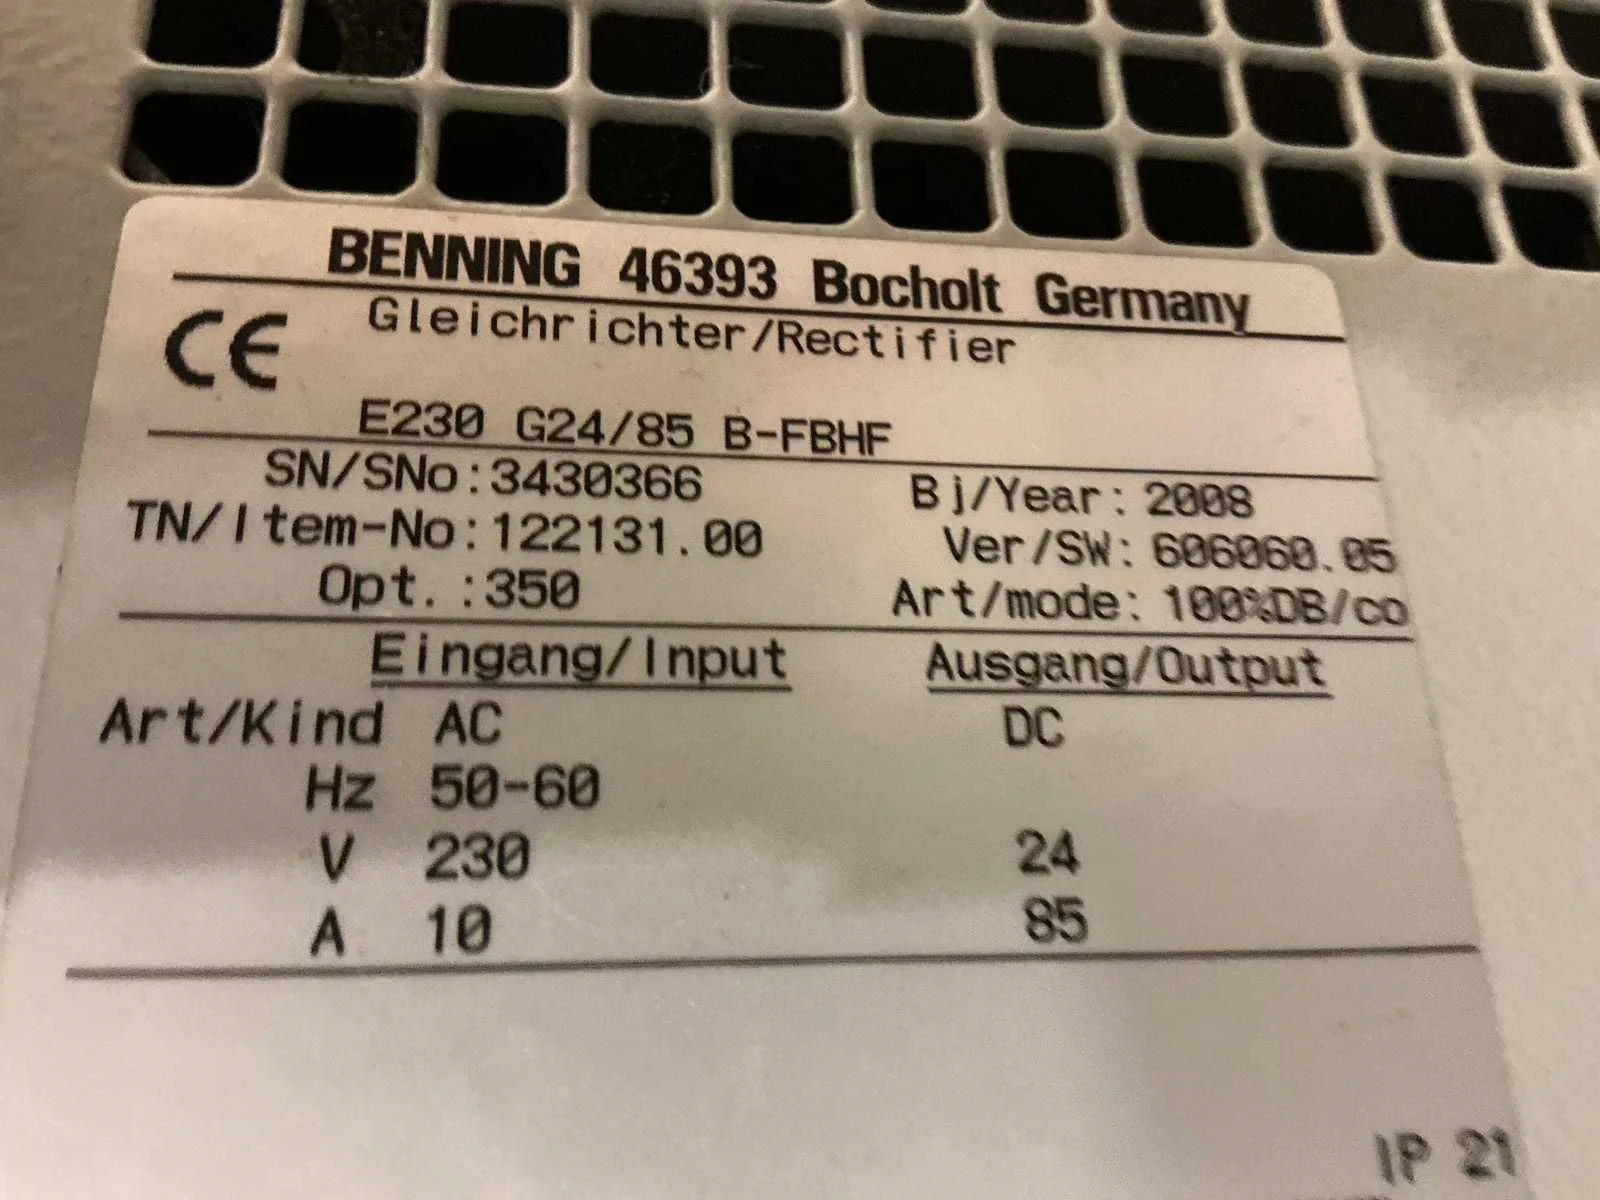 BENNING 46393 Bocholt Germany
CE Gleichrichter/Rectifier
E230 G24/85 B-FBHF
SN/SNo:3430366 Bj/Year: 2008
TN/Item-No:122131.00 Ver/SW: 606060.05
Opt. :350 Art/mode: 100%DB/co
Eingang/Input Ausgang/Output
Art/Kind AC DC
Hz 50-60
V 230 24
A 10 85
IP 21